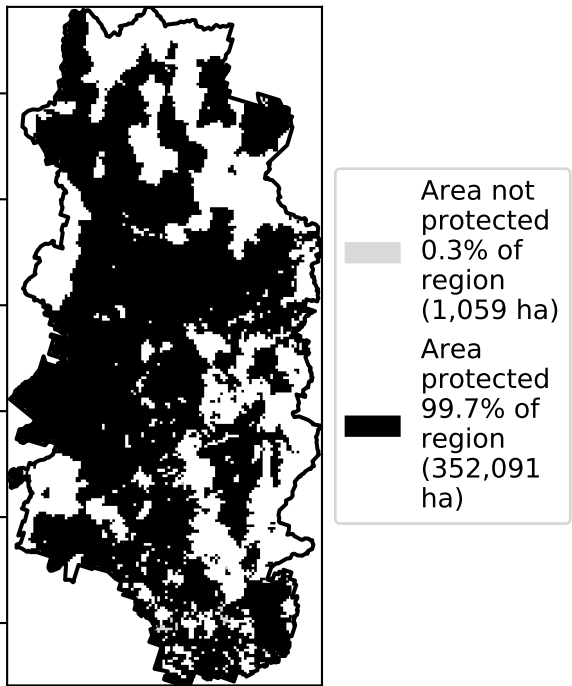 Area not
protected
0.3% of
region
(1,059 ha)
Area
protected
99.7% of
region
(352,091
ha)